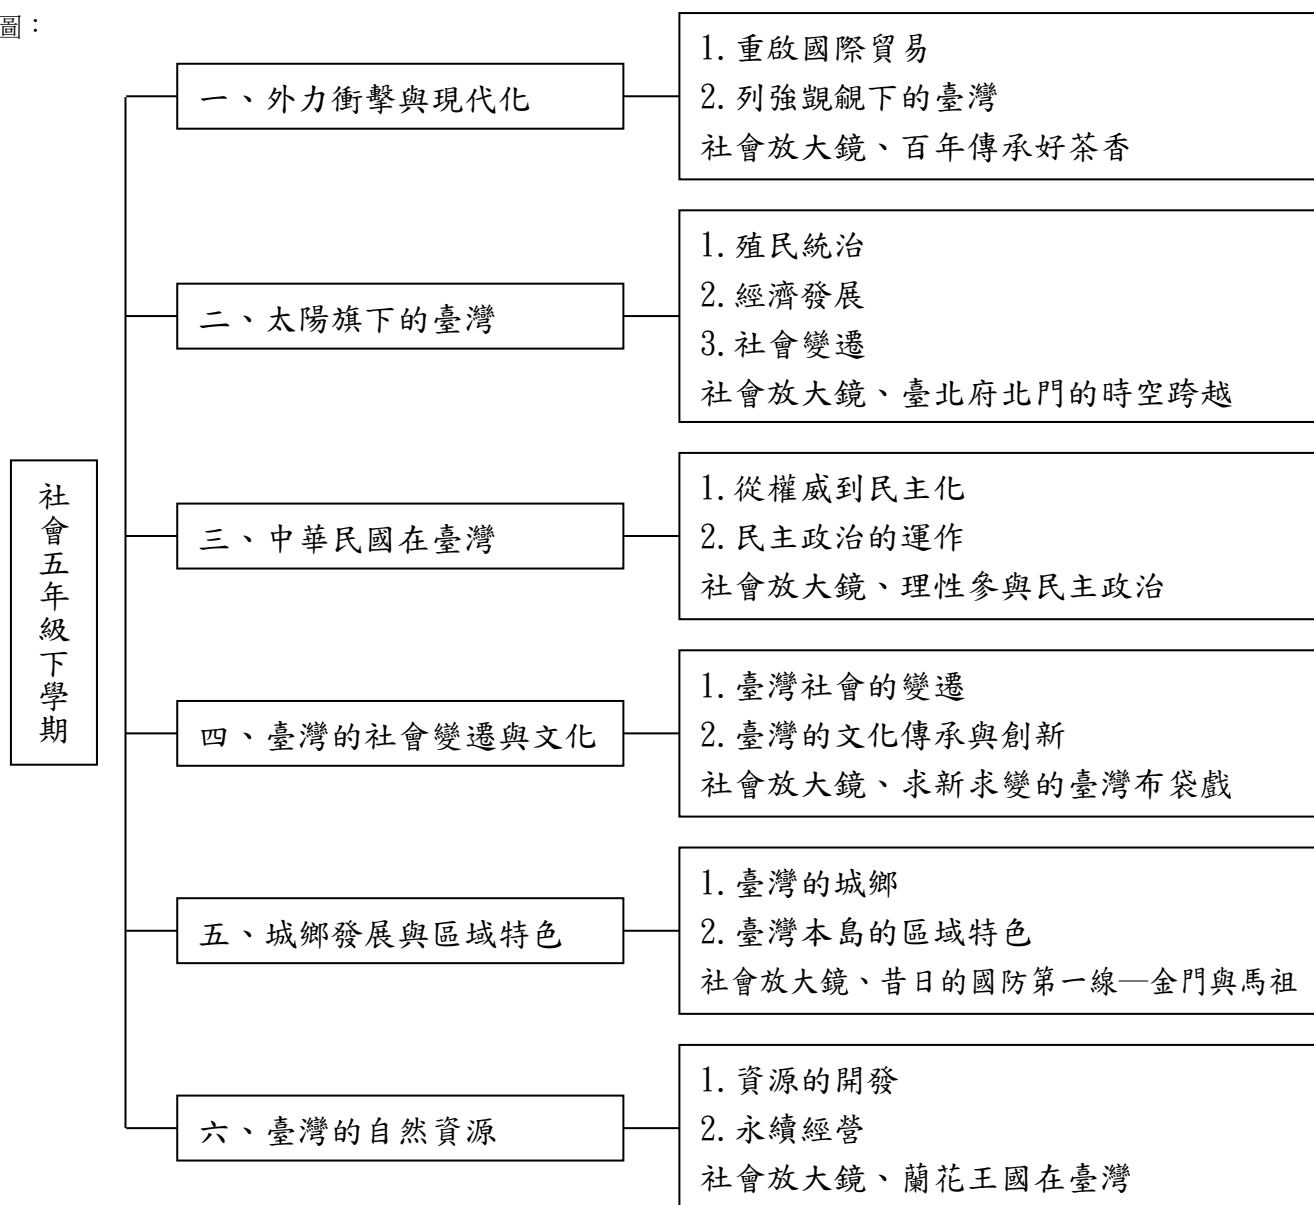 圖：
社會五年級下學期
一、外力衝擊與現代化
1.重啟國際貿易
2.列強覬覦下的臺灣
社會放大鏡、百年傳承好茶香
二、太陽旗下的臺灣
1.殖民統治
2.經濟發展
3.社會變遷
社會放大鏡、臺北府北門的時空跨越
三、中華民國在臺灣
1.從權威到民主化
2.民主政治的運作
社會放大鏡、理性參與民主政治
四、臺灣的社會變遷與文化
1.臺灣社會的變遷
2.臺灣的文化傳承與創新
社會放大鏡、求新求變的臺灣布袋戲
五、城鄉發展與區域特色
1.臺灣的城鄉
2.臺灣本島的區域特色
社會放大鏡、昔日的國防第一線—金門與馬祖
六、臺灣的自然資源
1.資源的開發
2.永續經營
社會放大鏡、蘭花王國在臺灣